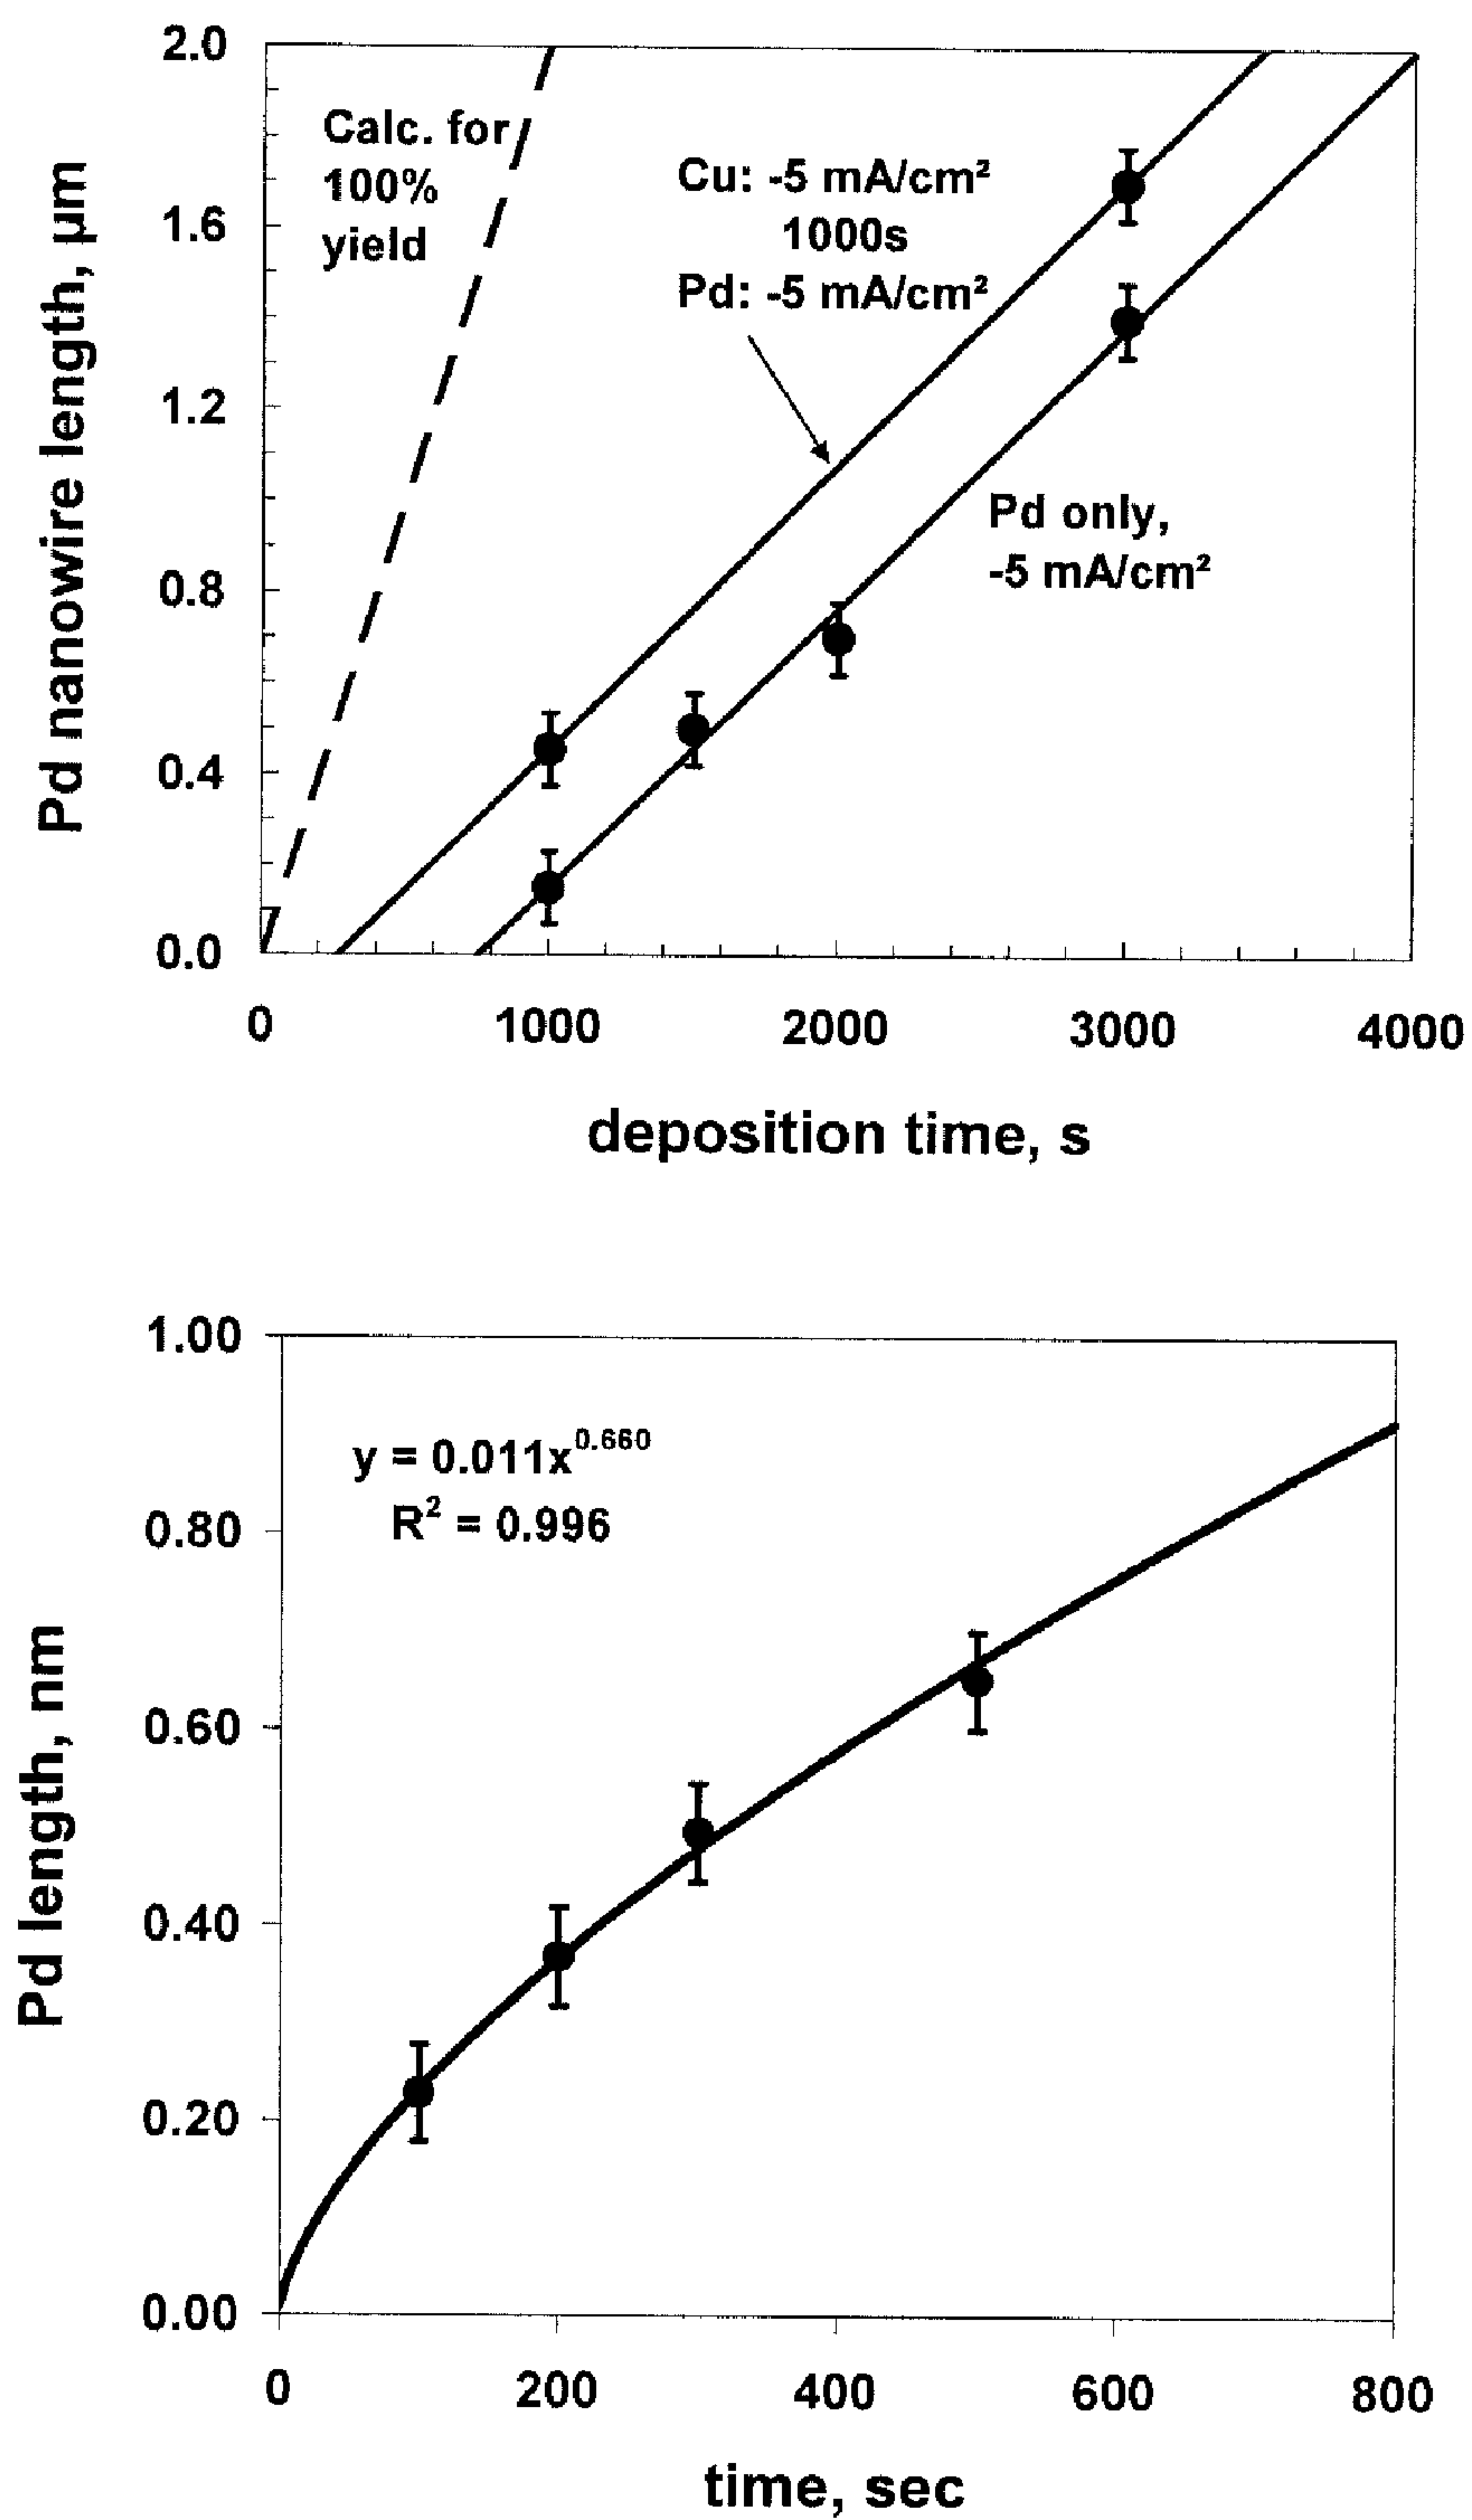 Pd nanowire length, µm
2.0
1.6
1.2
0.8
0.4
0.0
Calc. for
100%
yield
Cu: -5 mA/cm²
1000s
Pd: -5 mA/cm²
Pd only,
-5 mA/cm²
0 1000 2000 3000 4000
deposition time, s
Pd length, nm
1.00
0.80
0.60
0.40
0.20
0.00
y = 0.011x^0.660
R² = 0.996
0 200 400 600 800
time, sec